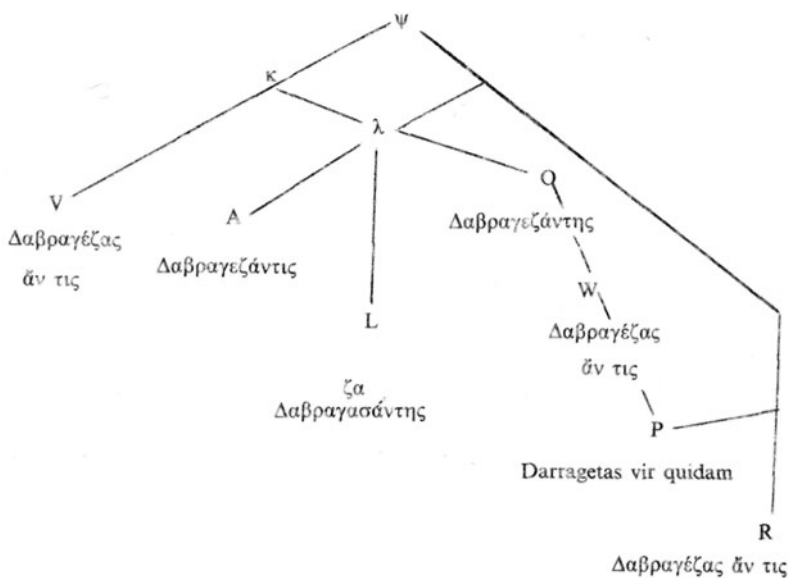 ψ
κ
λ
V
Δαβραγέζας
ἄν τις
A
Δαβραγεζάντις
L
ζα
Δαβραγασάντης
O
Δαβραγεζάντης
W
Δαβραγέζας
ἄν τις
P
Darragetas vir quidam
R
Δαβραγέζας ἄν τις